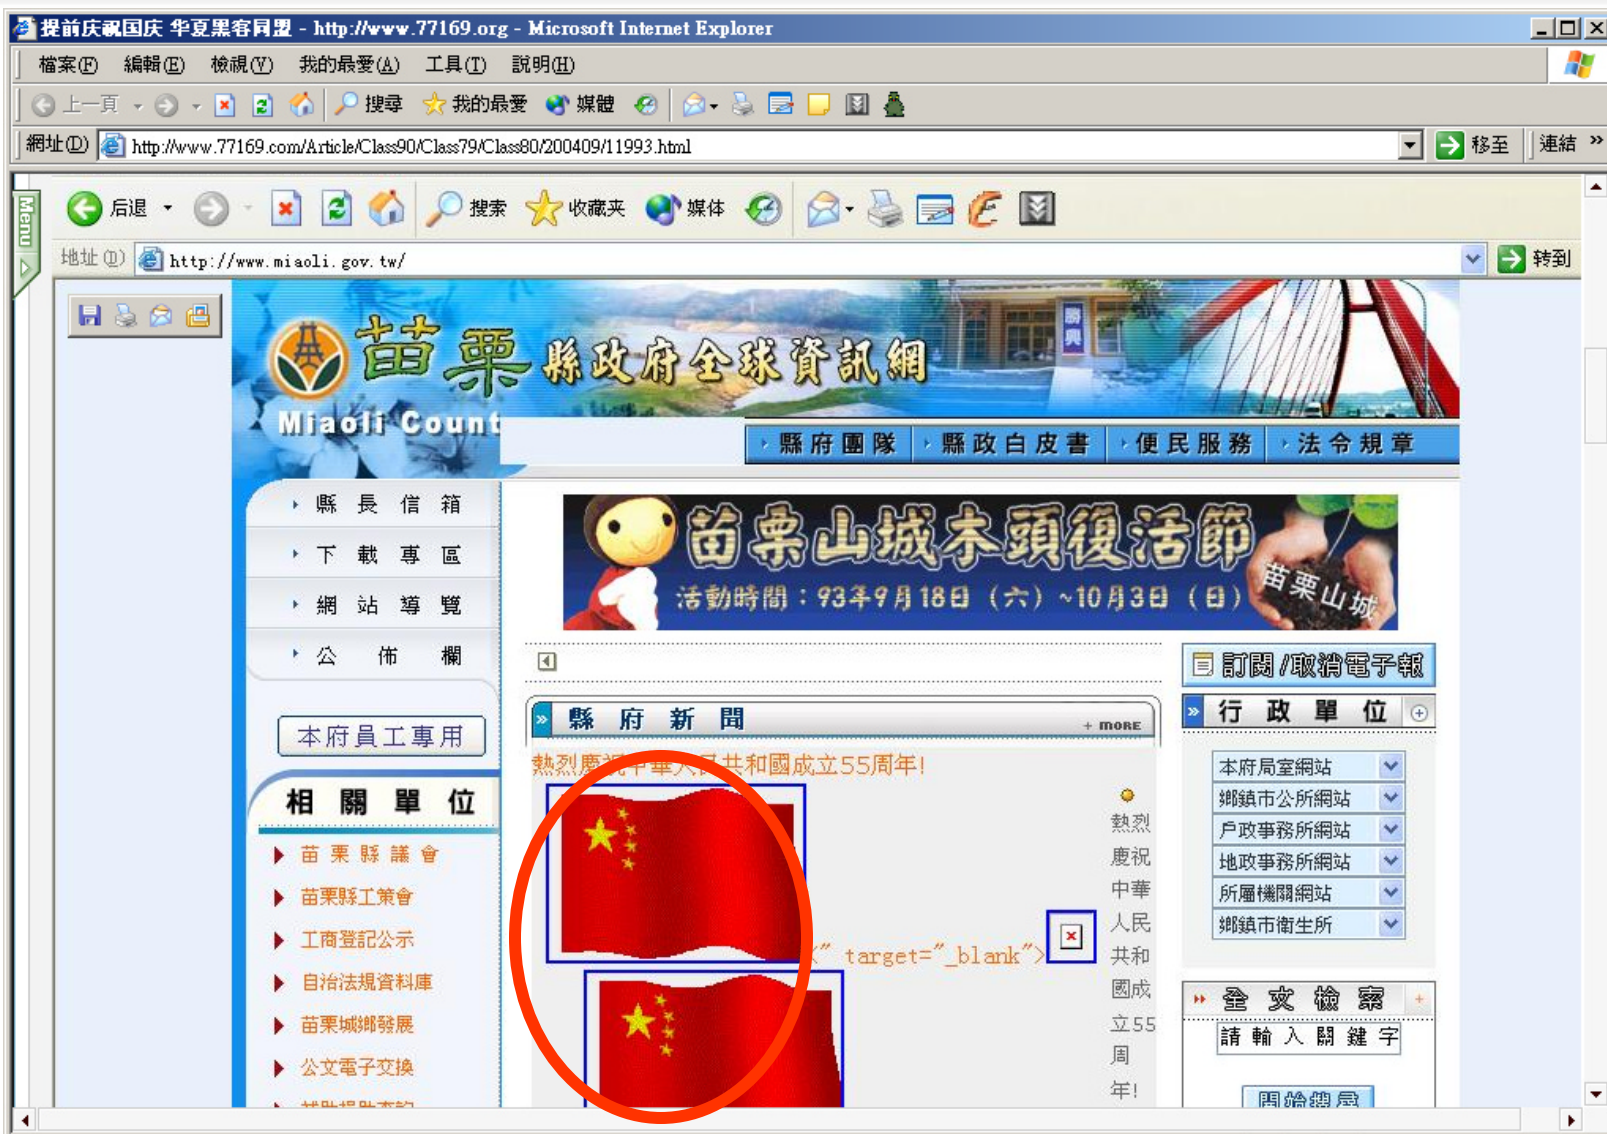 提前庆祝国庆 华夏黑客同盟 - http://www.77169.org - Microsoft Internet Explorer
檔案(F) 編輯(E) 檢視(V) 我的最愛(A) 工具(T) 說明(H)
上一頁 搜尋 我的最愛 媒體
網址(D) http://www.77169.com/Article/Class90/Class79/Class80/200409/11993.html 移至 連結 »
Menu
后退 搜索 收藏夹 媒体
地址(D) http://www.miaoli.gov.tw/ 转到
苗栗縣政府全球資訊網
勝興
Miaoli Count
縣府團隊 縣政白皮書 便民服務 法令規章
縣長信箱
下載專區
網站導覽
公佈欄
本府員工專用
相關單位
苗栗縣議會
苗栗縣工策會
工商登記公示
自治法規資料庫
苗栗城鄉發展
公文電子交換
苗栗山城木頭復活節
活動時間：93年9月18日（六）~10月3日（日）
苗栗山城
縣府新聞 + MORE
熱烈慶祝中華人民共和國成立55周年!
(" target="_blank">
熱烈
慶祝
中華
人民
共和
國成
立55
周
年!
訂閱/取消電子報
行政單位
本府局室網站
鄉鎮市公所網站
戶政事務所網站
地政事務所網站
所屬機關網站
鄉鎮市衛生所
全文檢索
請輸入關鍵字
開始搜尋